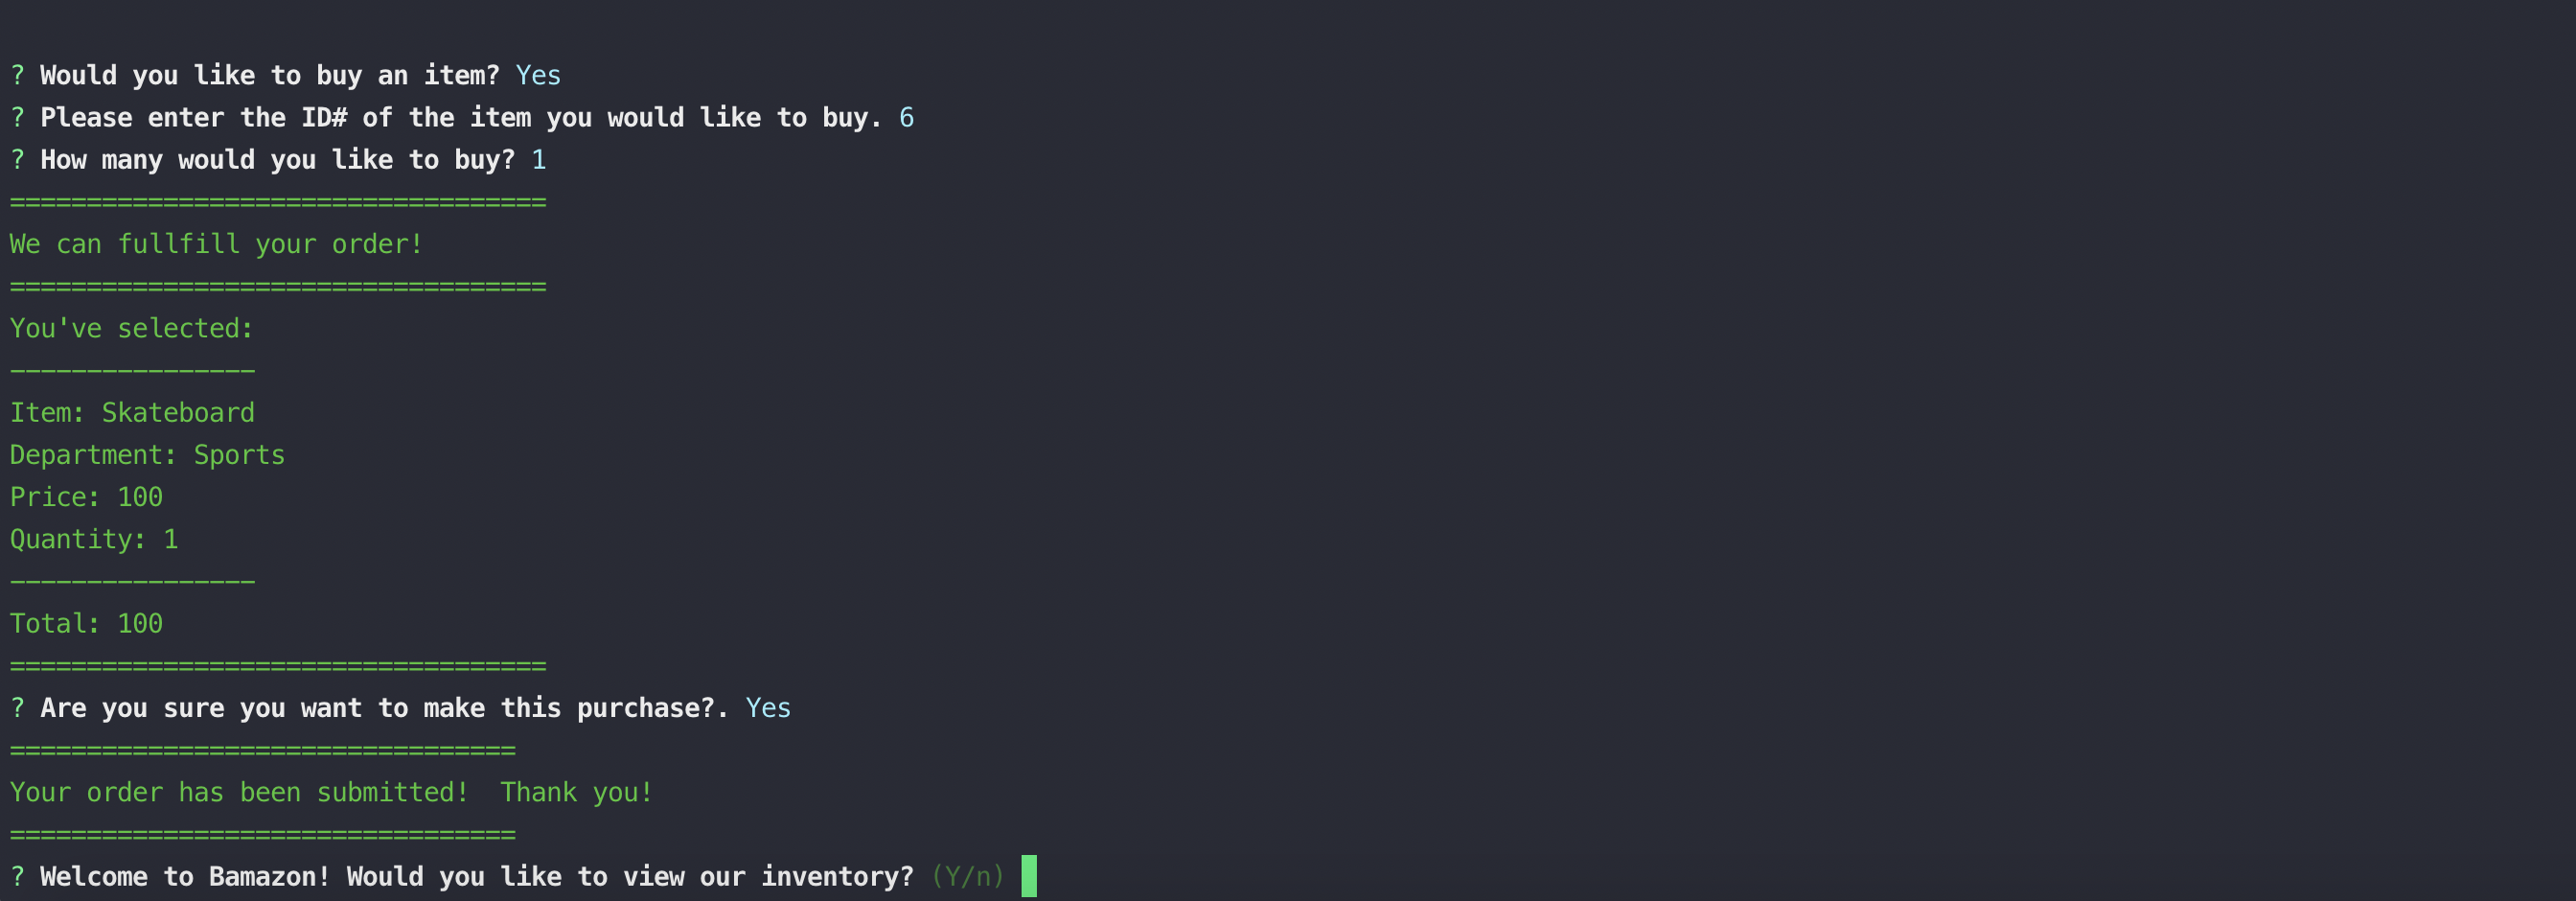 ? Would you like to buy an item? Yes
? Please enter the ID# of the item you would like to buy. 6
? How many would you like to buy? 1
===================================
We can fullfill your order!
===================================
You've selected:
----------------
Item: Skateboard
Department: Sports
Price: 100
Quantity: 1
----------------
Total: 100
===================================
? Are you sure you want to make this purchase?. Yes
=================================
Your order has been submitted!  Thank you!
=================================
? Welcome to Bamazon! Would you like to view our inventory? (Y/n)